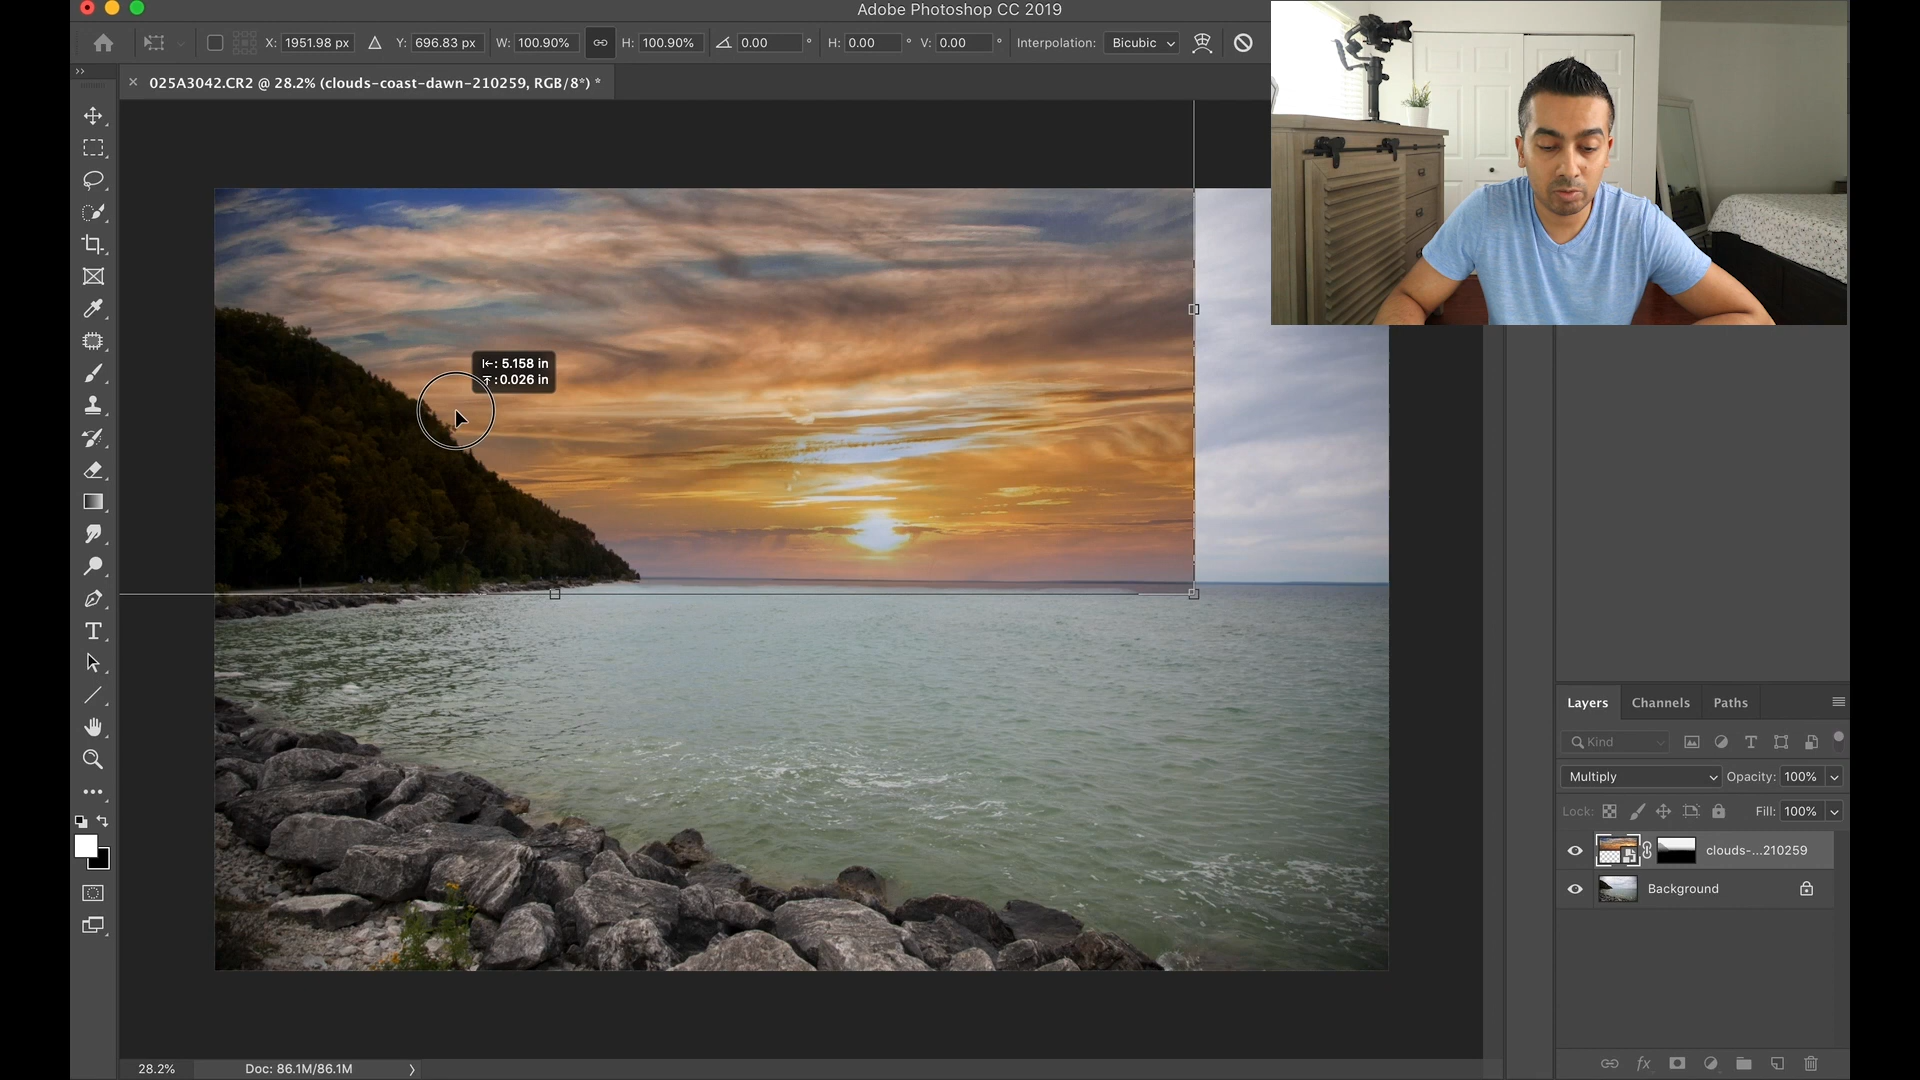 Adobe Photoshop CC 2019
X: 1951.98 px Y: 696.83 px W: 100.90% H: 100.90% 0.00 ° H: 0.00 ° V: 0.00 ° Interpolation: Bicubic
025A3042.CR2 @ 28.2% (clouds-coast-dawn-210259, RGB/8*) *
: 5.158 in
: 0.026 in
Layers Channels Paths
Kind
Multiply Opacity: 100%
Lock: Fill: 100%
clouds-...210259
Background
28.2% Doc: 86.1M/86.1M